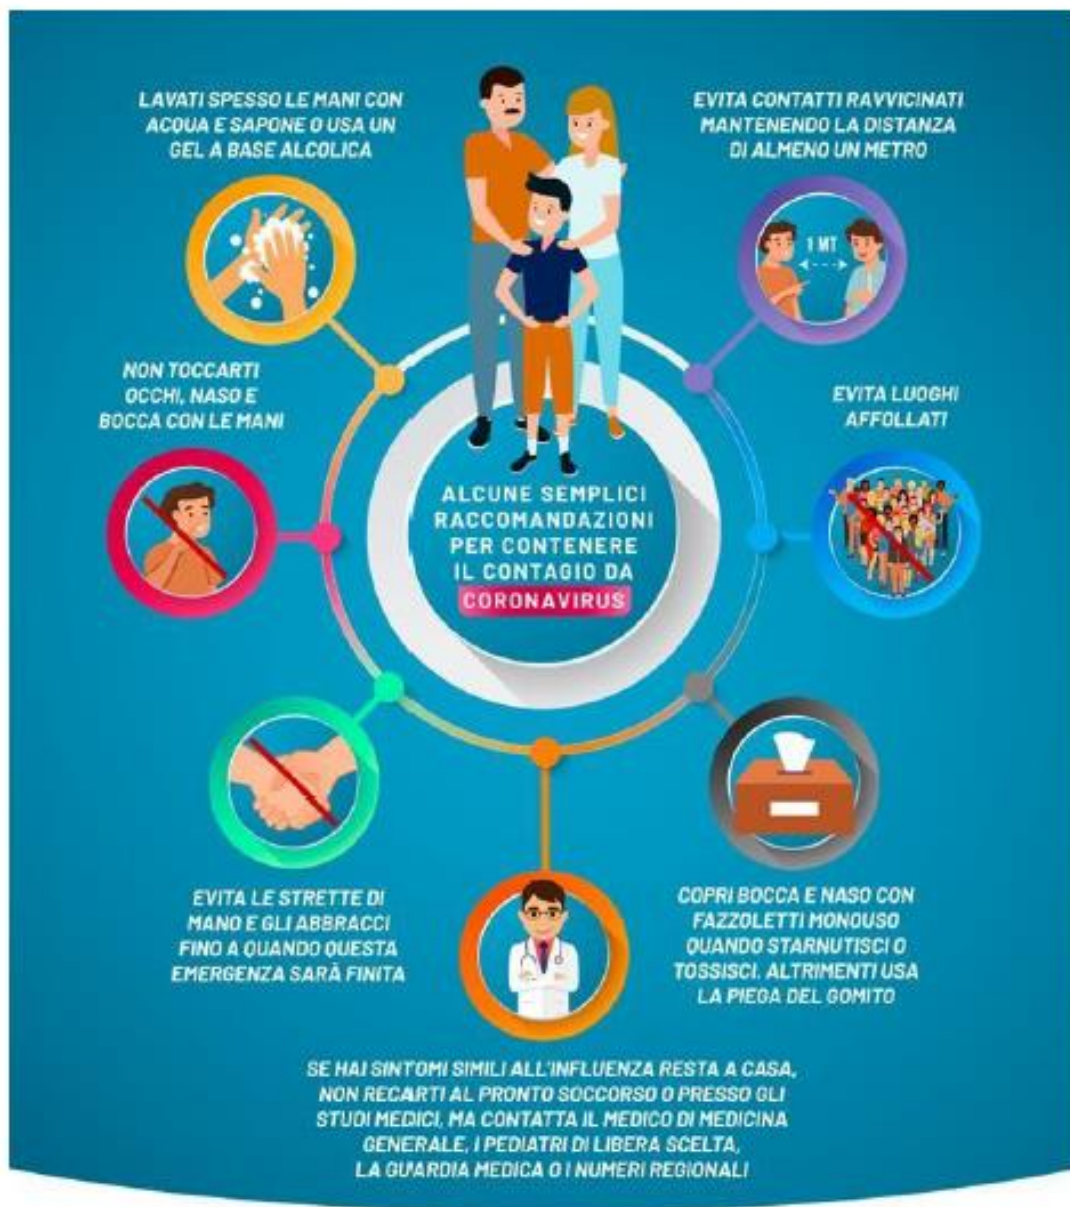 LAVATI SPESSO LE MANI CON
ACQUA E SAPONE O USA UN
GEL A BASE ALCOLICA
EVITA CONTATTI RAVVICINATI
MANTENENDO LA DISTANZA
DI ALMENO UN METRO
1 MT
NON TOCCARTI
OCCHI, NASO E
BOCCA CON LE MANI
EVITA LUOGHI
AFFOLLATI
ALCUNE SEMPLICI
RACCOMANDAZIONI
PER CONTENERE
IL CONTAGIO DA
CORONAVIRUS
EVITA LE STRETTE DI
MANO E GLI ABBRACCI
FINO A QUANDO QUESTA
EMERGENZA SARÀ FINITA
COPRI BOCCA E NASO CON
FAZZOLETTI MONOUSO
QUANDO STARNUTISCI O
TOSSISCI. ALTRIMENTI USA
LA PIEGA DEL GOMITO
SE HAI SINTOMI SIMILI ALL'INFLUENZA RESTA A CASA,
NON RECARTI AL PRONTO SOCCORSO O PRESSO GLI
STUDI MEDICI, MA CONTATTA IL MEDICO DI MEDICINA
GENERALE, I PEDIATRI DI LIBERA SCELTA,
LA GUARDIA MEDICA O I NUMERI REGIONALI